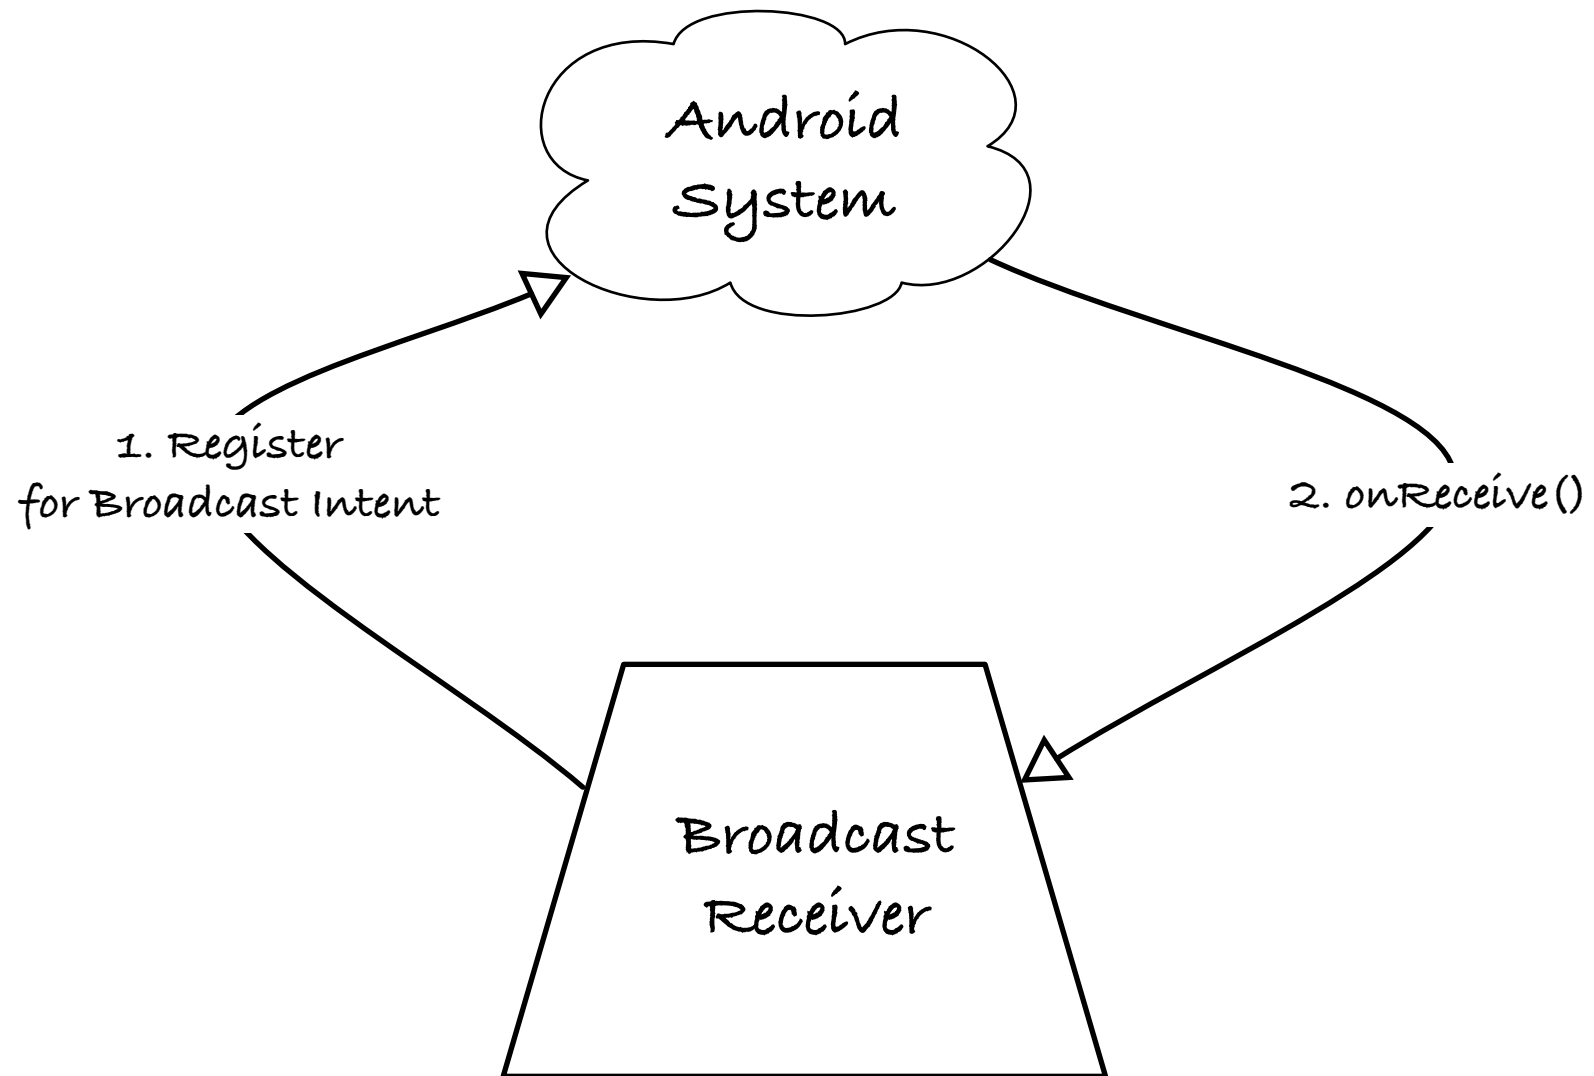 Android
System
1. Register
for Broadcast Intent
2. onReceive()
Broadcast
Receiver